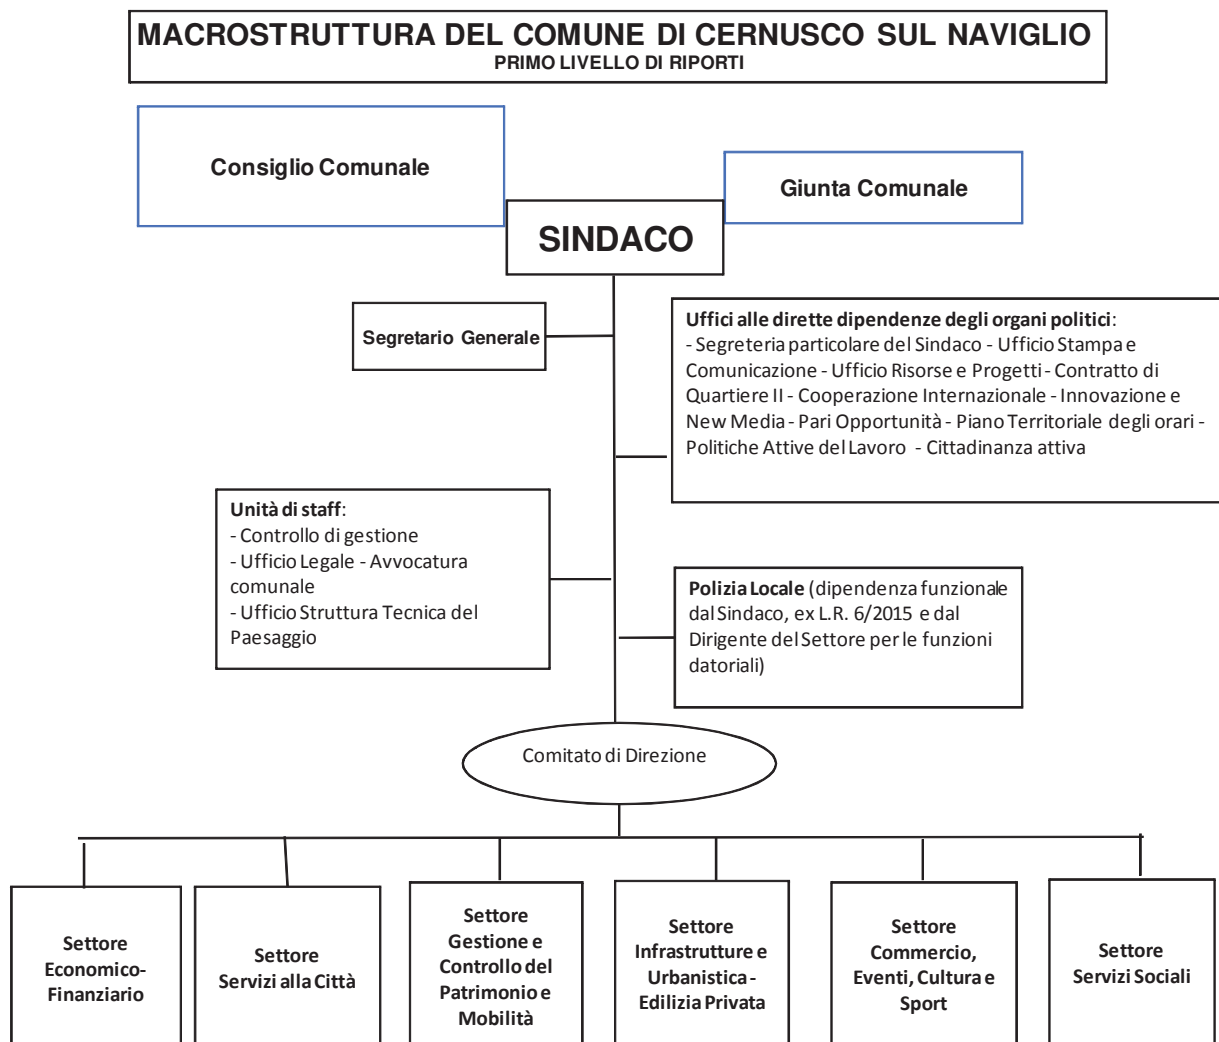 MACROSTRUTTURA DEL COMUNE DI CERNUSCO SUL NAVIGLIO
PRIMO LIVELLO DI RIPORTI
Consiglio Comunale
Giunta Comunale
SINDACO
Segretario Generale
Uffici alle dirette dipendenze degli organi politici:
- Segreteria particolare del Sindaco - Ufficio Stampa e
Comunicazione - Ufficio Risorse e Progetti - Contratto di
Quartiere II - Cooperazione Internazionale - Innovazione e
New Media - Pari Opportunità - Piano Territoriale degli orari -
Politiche Attive del Lavoro - Cittadinanza attiva
Unità di staff:
- Controllo di gestione
- Ufficio Legale - Avvocatura
comunale
- Ufficio Struttura Tecnica del
Paesaggio
Polizia Locale (dipendenza funzionale
dal Sindaco, ex L.R. 6/2015 e dal
Dirigente del Settore per le funzioni
datoriali)
Comitato di Direzione
Settore
Economico-
Finanziario
Settore
Servizi alla Città
Settore
Gestione e
Controllo del
Patrimonio e
Mobilità
Settore
Infrastrutture e
Urbanistica -
Edilizia Privata
Settore
Commercio,
Eventi, Cultura e
Sport
Settore
Servizi Sociali